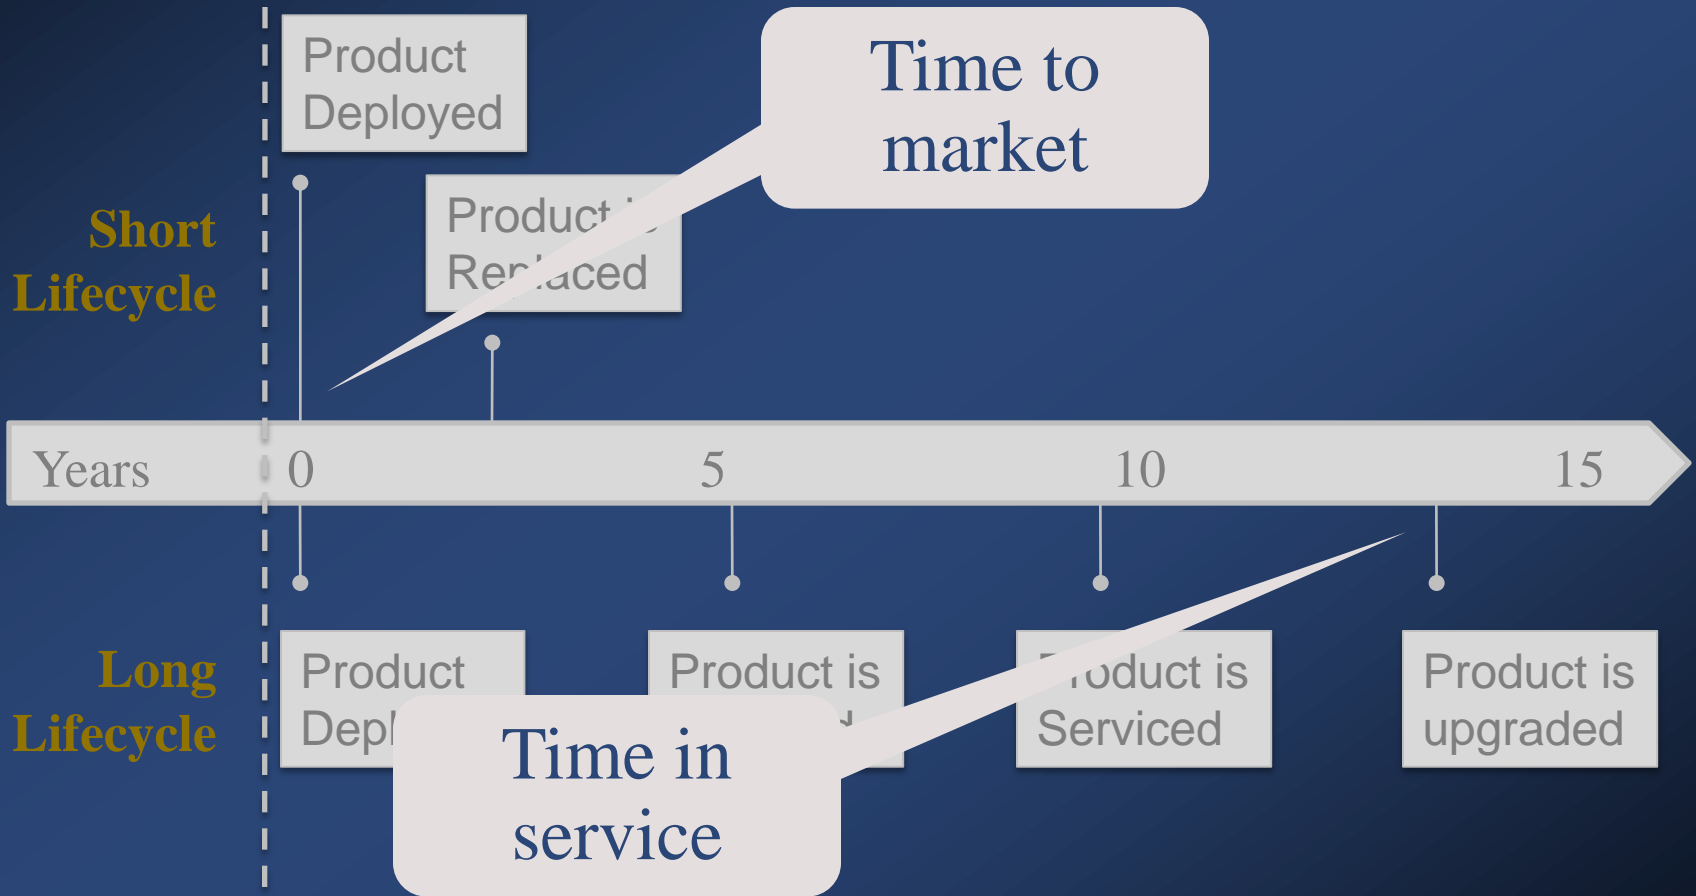 Product
Deployed
Time to
market
Product is
Replaced
Short
Lifecycle
Years 0 5 10 15
Long
Lifecycle
Product
Product is
Product is
Serviced
Product is
upgraded
Time in
service